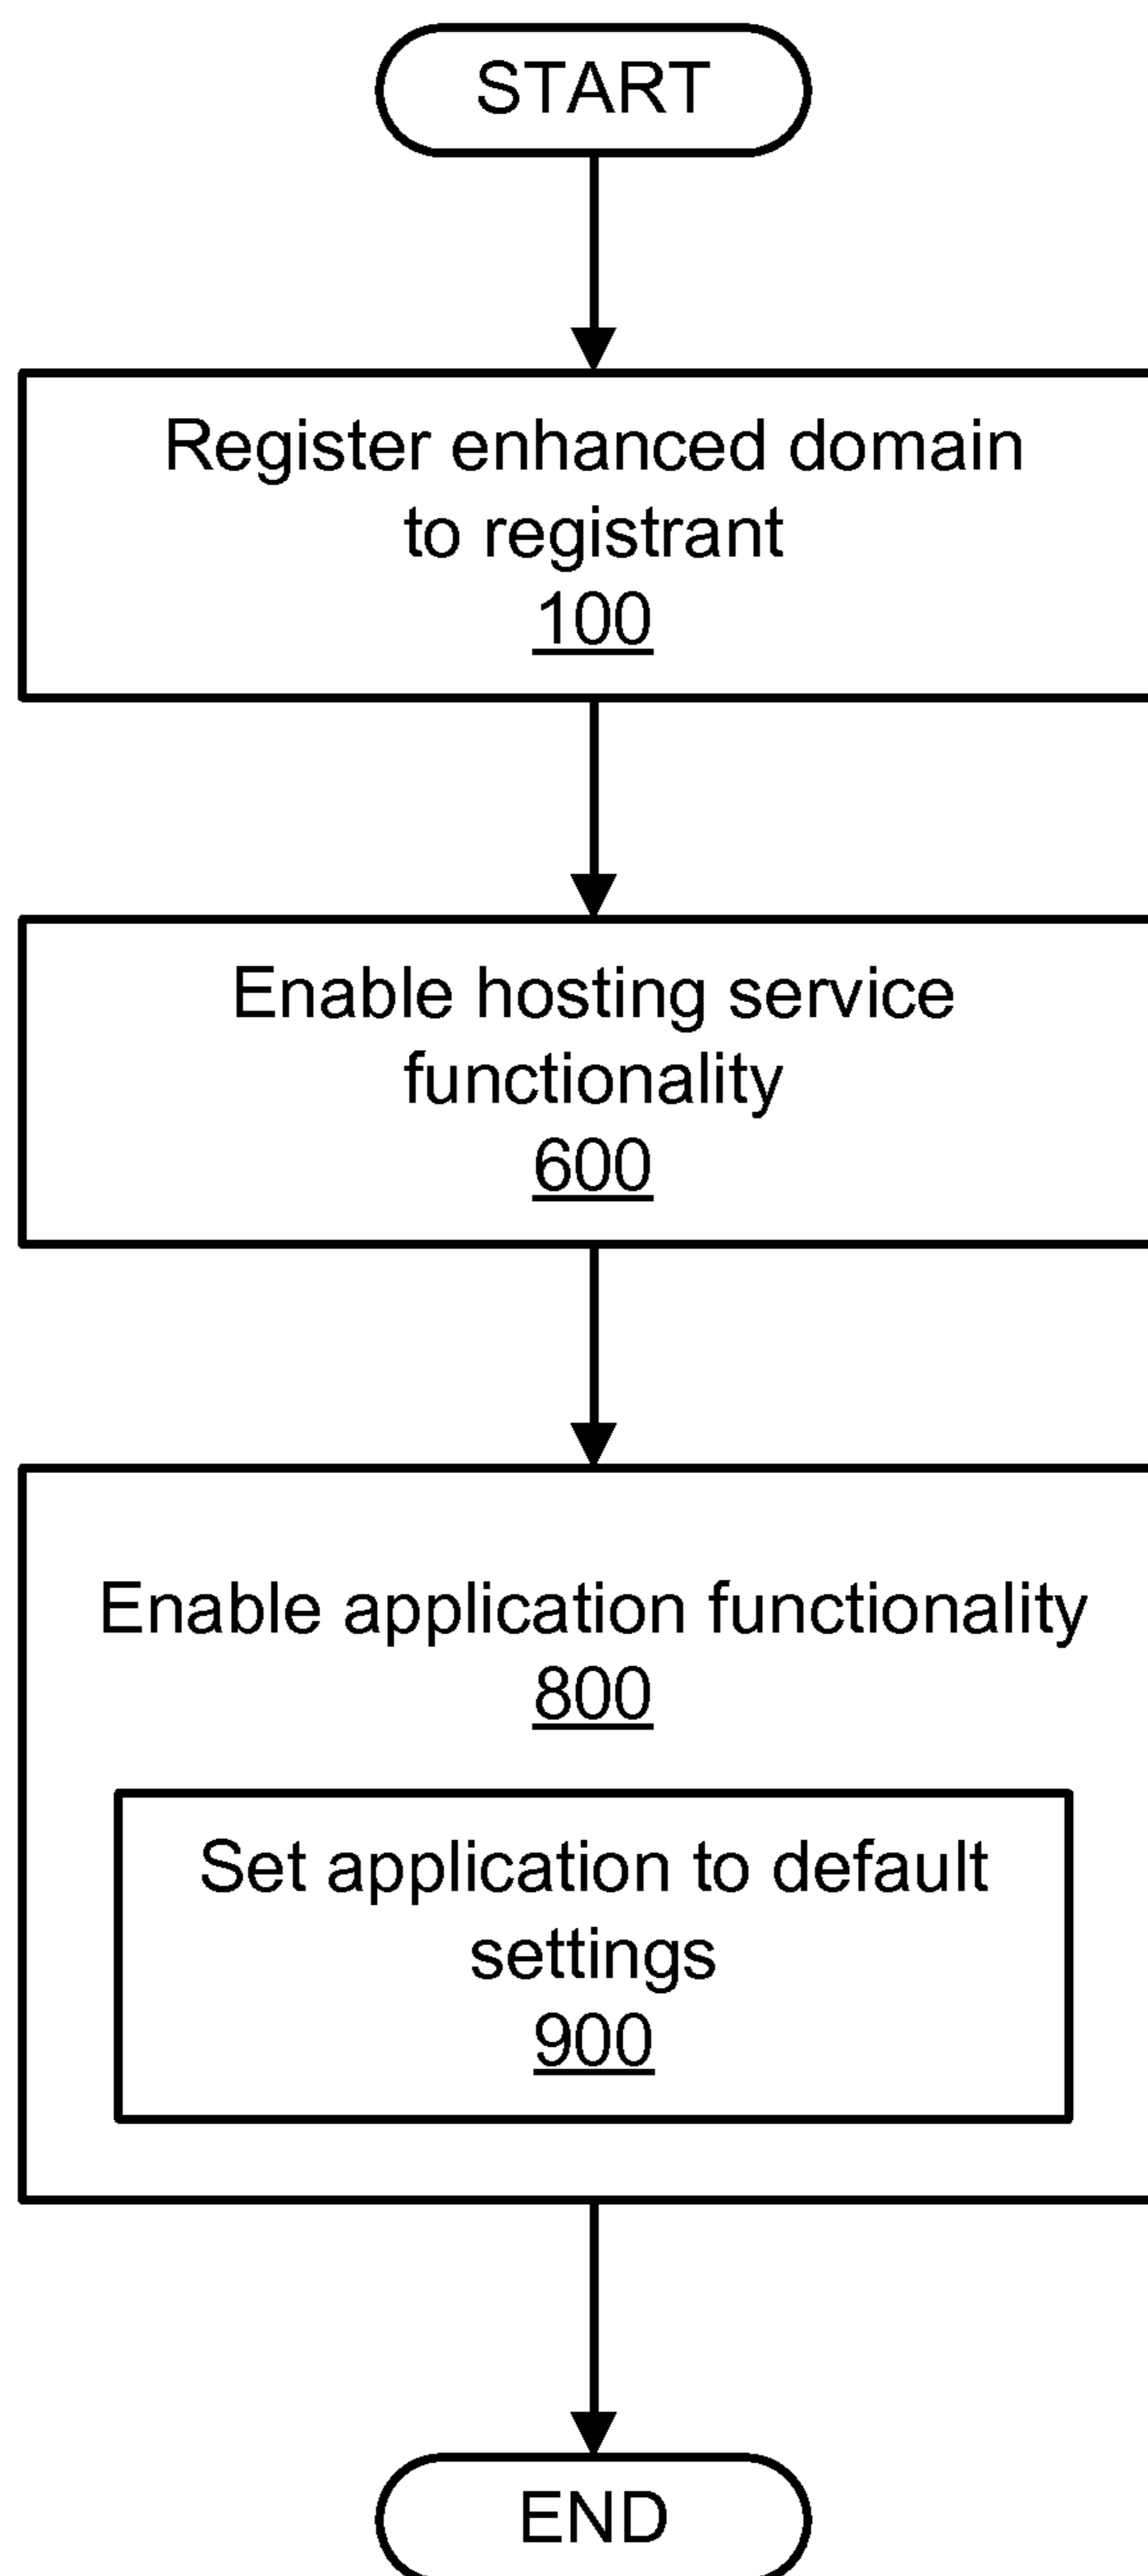 START
Register enhanced domain
to registrant
100
Enable hosting service
functionality
600
Enable application functionality
800
Set application to default
settings
900
END